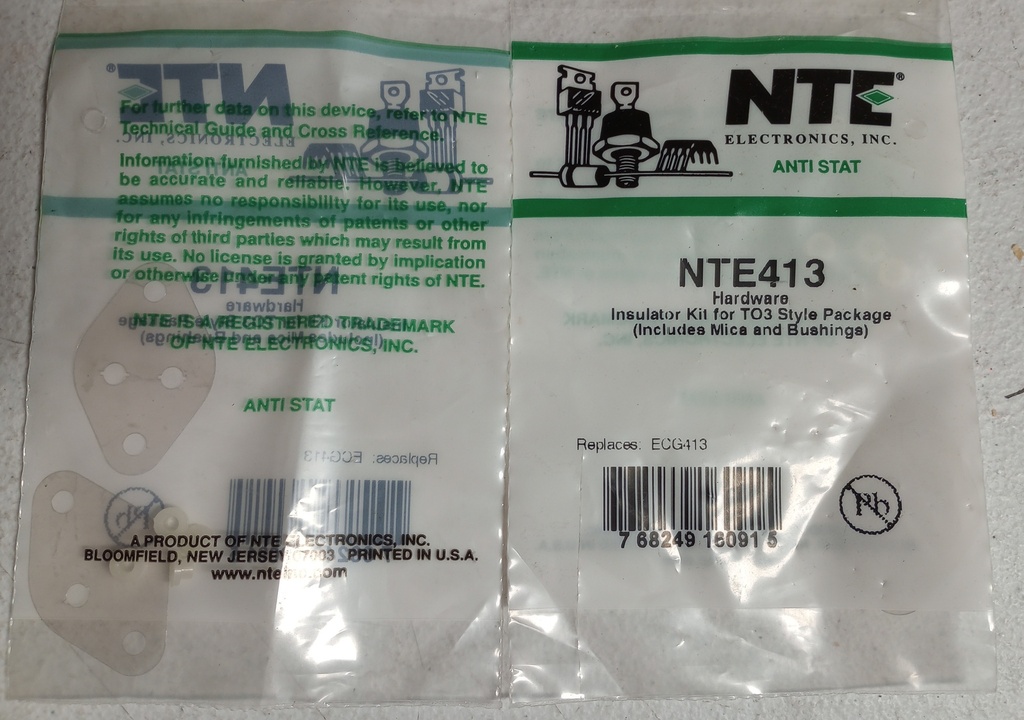 For further data on this device, refer to NTE
Technical Guide and Cross Reference.
Information furnished by NTE is believed to
be accurate and reliable. However, NTE
assumes no responsibility for its use, nor
for any infringements of patents or other
rights of third parties which may result from
its use. No license is granted by implication
or otherwise under any patent rights of NTE.
NTE IS A REGISTERED TRADEMARK
OF NTE ELECTRONICS, INC.
ANTI STAT
A PRODUCT OF NTE ELECTRONICS, INC.
BLOOMFIELD, NEW JERSEY 07003 PRINTED IN U.S.A.
www.nteinc.com
NTE®
ELECTRONICS, INC.
ANTI STAT
NTE413
Hardware
Insulator Kit for TO3 Style Package
(Includes Mica and Bushings)
Replaces: ECG413
7 68249 16091 5
Pb